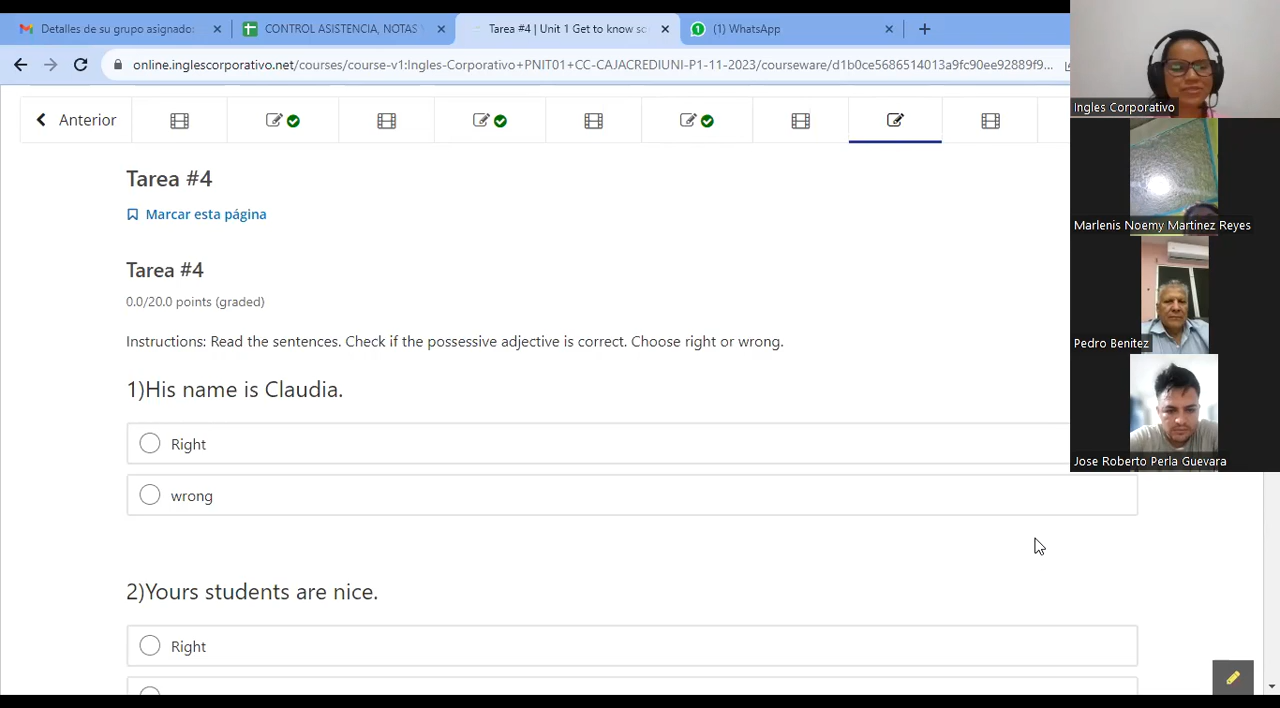 Detalles de su grupo asignado:
CONTROL ASISTENCIA, NOTAS
Tarea #4 | Unit 1 Get to know so
(1) WhatsApp
online.inglescorporativo.net/courses/course-v1:Ingles-Corporativo+PNIT01+CC-CAJACREDIUNI-P1-11-2023/courseware/d1b0ce5686514013a9fc90ee92889f9...
Ingles Corporativo
Anterior
Tarea #4
Marcar esta página
Marlenis Noemy Martinez Reyes
Tarea #4
0.0/20.0 points (graded)
Instructions: Read the sentences. Check if the possessive adjective is correct. Choose right or wrong.
Pedro Benitez
1)His name is Claudia.
Right
Jose Roberto Perla Guevara
wrong
2)Yours students are nice.
Right